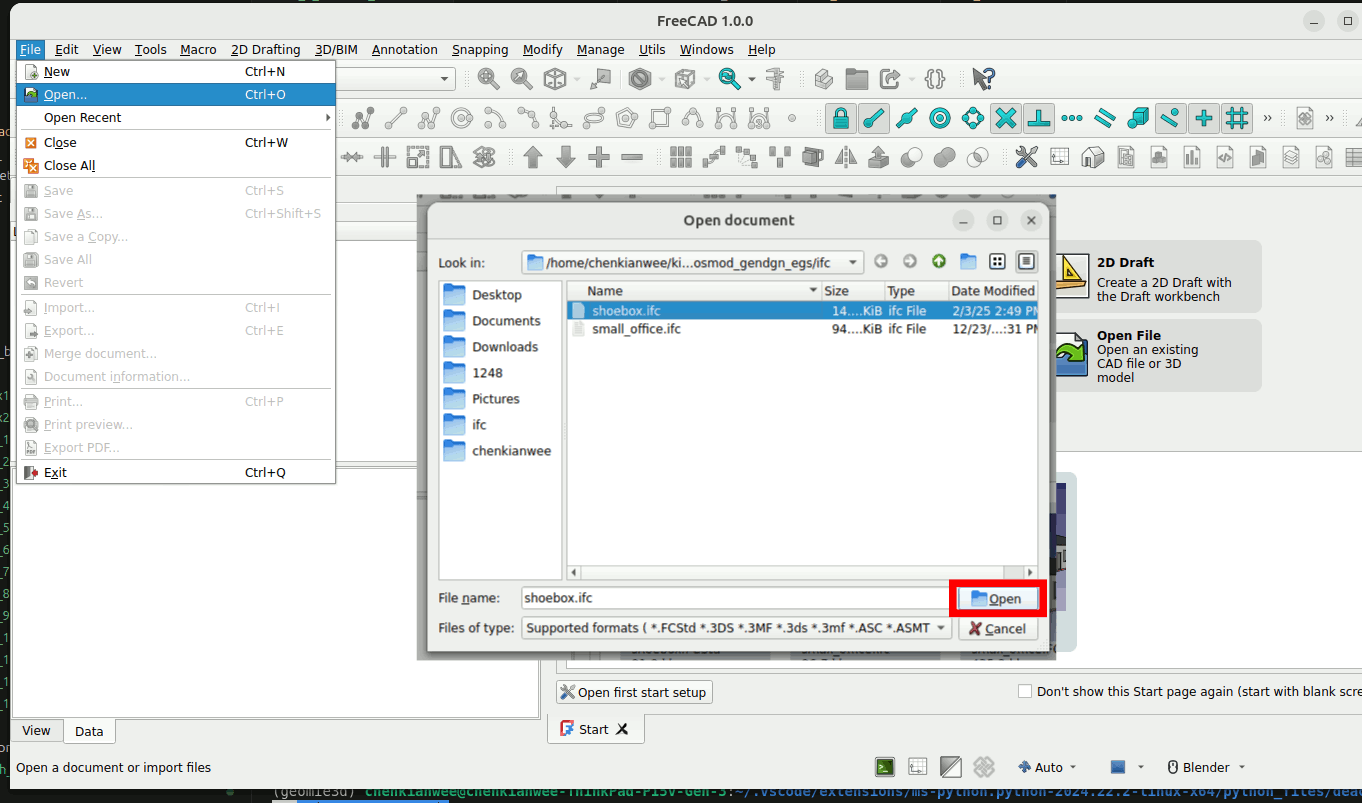 FreeCAD 1.0.0
File Edit View Tools Macro 2D Drafting 3D/BIM Annotation Snapping Modify Manage Utils Windows Help
New Ctrl+N
Open... Ctrl+O
Open Recent
Close Ctrl+W
Close All
Save Ctrl+S
Save As... Ctrl+Shift+S
Save a Copy...
Save All
Revert
Import... Ctrl+I
Export... Ctrl+E
Merge document...
Document information...
Print... Ctrl+P
Print preview...
Export PDF...
Exit Ctrl+Q
Open document
Look in: /home/chenkianwee/ki...osmod_gendgn_egs/ifc
Desktop
Documents
Downloads
1248
Pictures
ifc
chenkianwee
Name Size Type Date Modified
shoebox.ifc 14....KiB ifc File 2/3/25 2:49 PM
small_office.ifc 94....KiB ifc File 12/23/...:31 PM
File name: shoebox.ifc Open
Files of type: Supported formats ( *.FCStd *.3DS *.3MF *.3ds *.3mf *.ASC *.ASMT Cancel
2D Draft
Create a 2D Draft with
the Draft workbench
Open File
Open an existing
CAD file or 3D
model
Open first start setup
Don't show this Start page again (start with blank scre
Start
View Data
Open a document or import files
Auto Blender
(geomie3d) chenkianwee@chenkianwee-ThinkPad-P15v-Gen-3:~/.vscode/extensions/ms-python.python-2024.22.2-linux-x64/python_files/dea